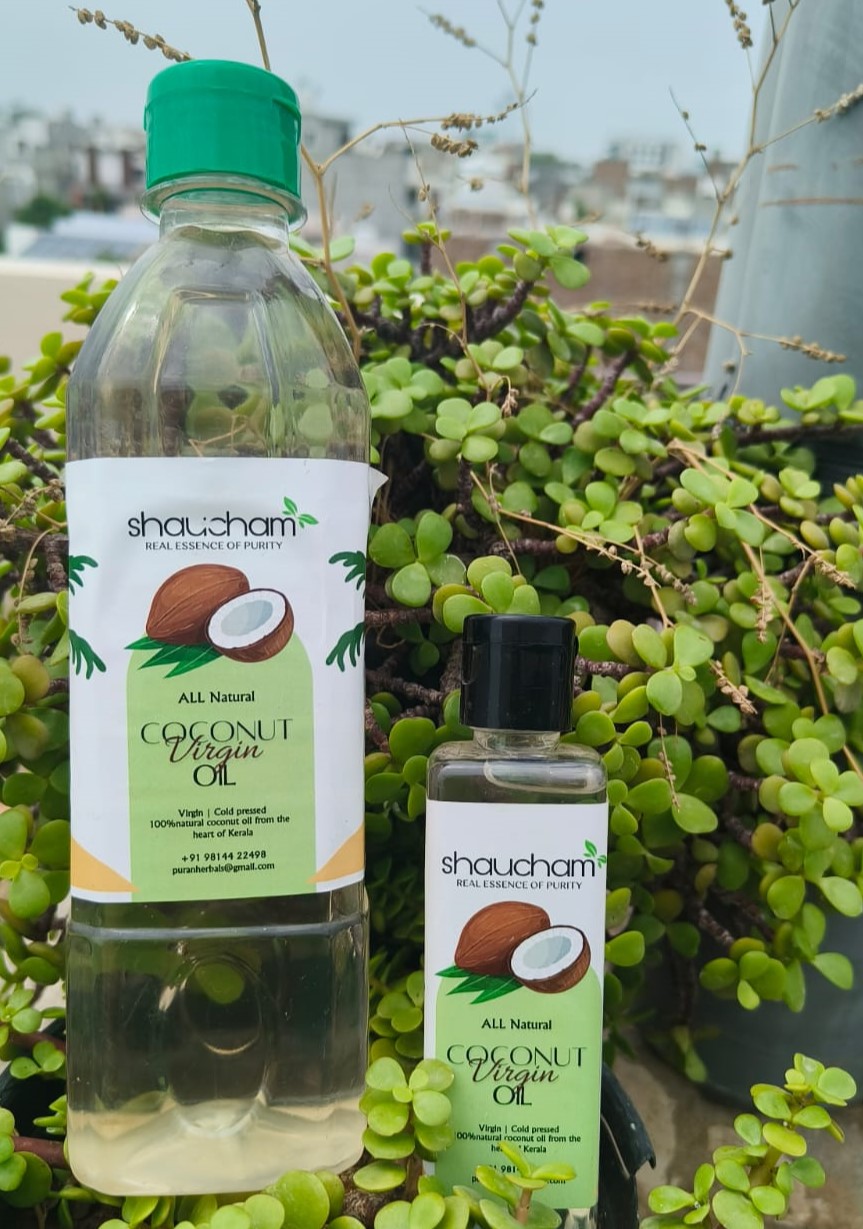 shaucham
REAL ESSENCE OF PURITY
ALL Natural
COCONUT
Virgin
OIL
Virgin | Cold pressed
100%natural coconut oil from the
heart of Kerala
+91 98144 22498
puranherbals@gmail.com
shaucham
REAL ESSENCE OF PURITY
ALL Natural
COCONUT
Virgin
OIL
Virgin | Cold pressed
100%natural coconut oil from the
of Kerala